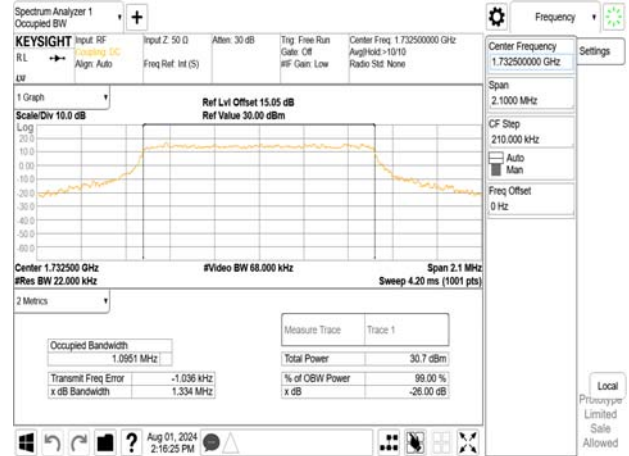 Spectrum Analyzer 1
Occupied BW
+
Frequency
KEYSIGHT
RL
Input: RF
Coupling: DC
Align: Auto
Input Z: 50 Ω
Freq Ref: Int (S)
Atten: 30 dB
Trig: Free Run
Gate: Off
#IF Gain: Low
Center Freq: 1.732500000 GHz
Avg|Hold:>10/10
Radio Std: None
Center Frequency
1.732500000 GHz
Settings
Span
2.1000 MHz
CF Step
210.000 kHz
Auto
Man
Freq Offset
0 Hz
1 Graph
Scale/Div 10.0 dB
Ref Lvl Offset 15.05 dB
Ref Value 30.00 dBm
Log
20.0
10.0
0.00
-10.0
-20.0
-30.0
-40.0
-50.0
-60.0
Center 1.732500 GHz
#Res BW 22.000 kHz
#Video BW 68.000 kHz
Span 2.1 MHz
Sweep 4.20 ms (1001 pts)
2 Metrics
Measure Trace Trace 1
Occupied Bandwidth
1.0951 MHz
Total Power 30.7 dBm
Transmit Freq Error -1.036 kHz
% of OBW Power 99.00 %
x dB Bandwidth 1.334 MHz
x dB -26.00 dB
Local
Prototype
Limited
Sale
Allowed
?
Aug 01, 2024
2:16:25 PM